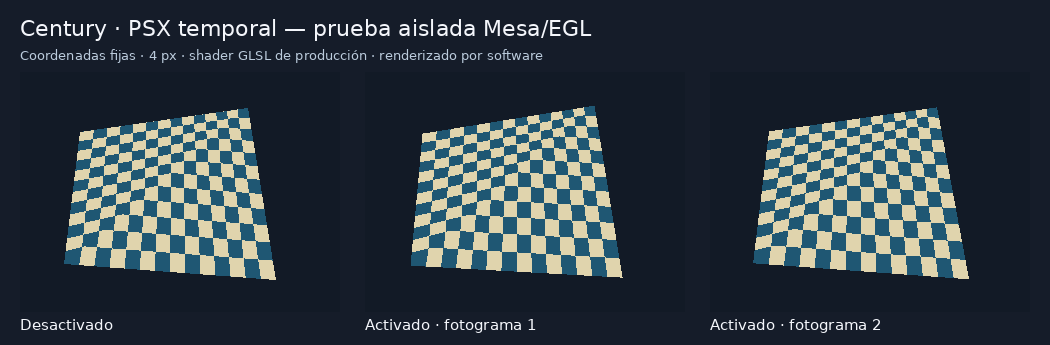 Century · PSX temporal — prueba aislada Mesa/EGL
Coordenadas fijas · 4 px · shader GLSL de producción · renderizado por software
Desactivado
Activado · fotograma 1
Activado · fotograma 2